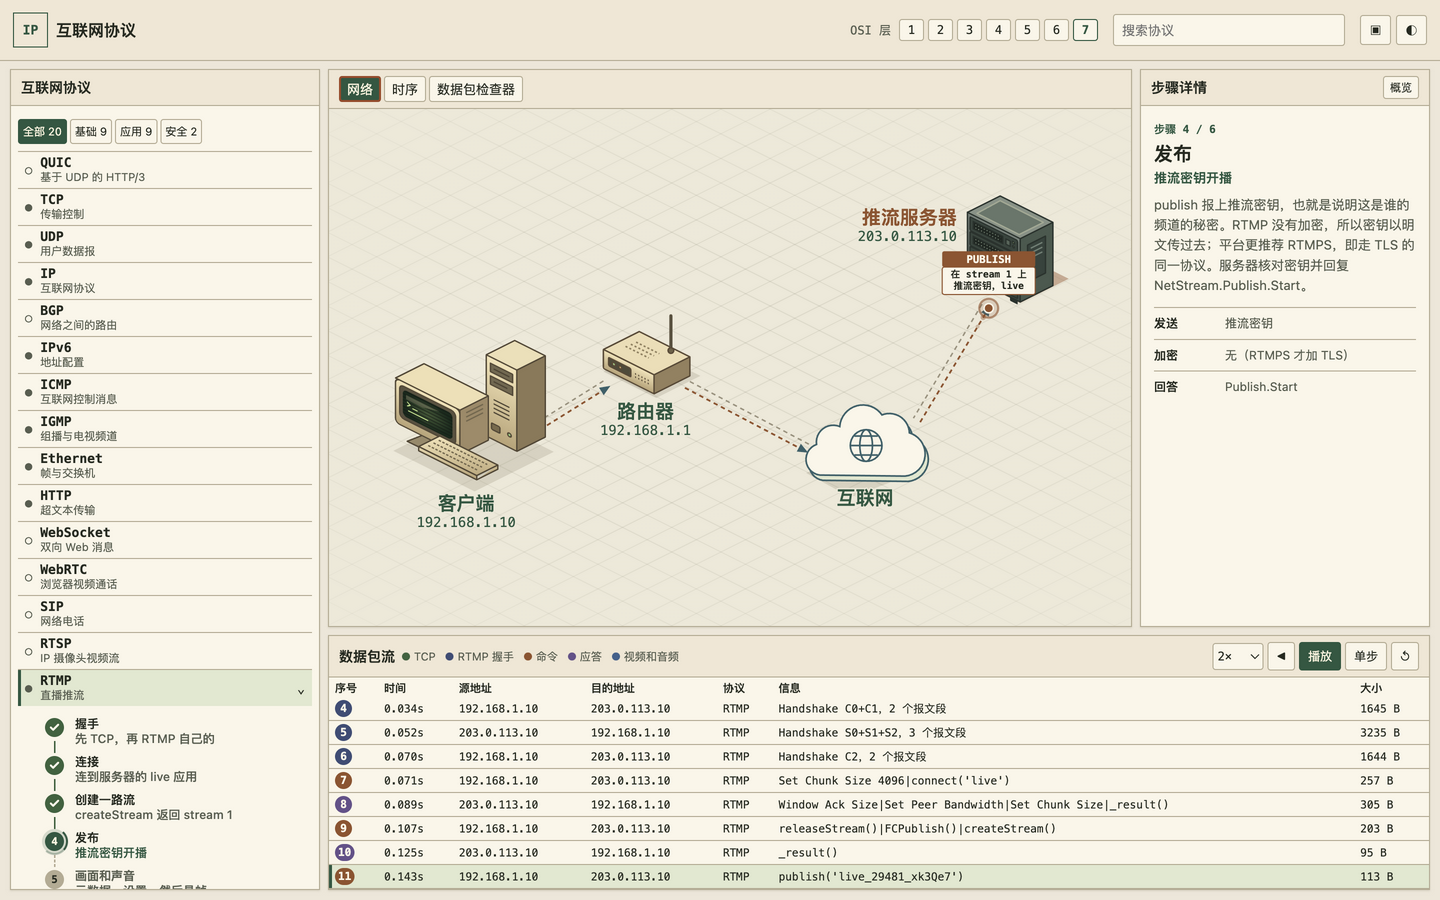 IP 互联网协议
OSI 层 1 2 3 4 5 6 7
搜索协议
互联网协议
全部 20 基础 9 应用 9 安全 2
QUIC
基于 UDP 的 HTTP/3
TCP
传输控制
UDP
用户数据报
IP
互联网协议
BGP
网络之间的路由
IPv6
地址配置
ICMP
互联网控制消息
IGMP
组播与电视频道
Ethernet
帧与交换机
HTTP
超文本传输
WebSocket
双向 Web 消息
WebRTC
浏览器视频通话
SIP
网络电话
RTSP
IP 摄像头视频流
RTMP
直播推流
握手
先 TCP，再 RTMP 自己的
连接
连到服务器的 live 应用
创建一路流
createStream 返回 stream 1
4 发布
推流密钥开播
5 画面和声音
网络 时序 数据包检查器
推流服务器
203.0.113.10
PUBLISH
在 stream 1 上
推流密钥，live
路由器
192.168.1.1
客户端
192.168.1.10
互联网
步骤详情 概览
步骤 4 / 6
发布
推流密钥开播
publish 报上推流密钥，也就是说明这是谁的
频道的秘密。RTMP 没有加密，所以密钥以明
文传过去；平台更推荐 RTMPS，即走 TLS 的
同一协议。服务器核对密钥并回复
NetStream.Publish.Start。
发送 推流密钥
加密 无（RTMPS 才加 TLS）
回答 Publish.Start
数据包流 TCP RTMP 握手 命令 应答 视频和音频
2× 播放 单步
序号 时间 源地址 目的地址 协议 信息 大小
4 0.034s 192.168.1.10 203.0.113.10 RTMP Handshake C0+C1，2 个报文段 1645 B
5 0.052s 203.0.113.10 192.168.1.10 RTMP Handshake S0+S1+S2，3 个报文段 3235 B
6 0.070s 192.168.1.10 203.0.113.10 RTMP Handshake C2，2 个报文段 1644 B
7 0.071s 192.168.1.10 203.0.113.10 RTMP Set Chunk Size 4096|connect('live') 257 B
8 0.089s 203.0.113.10 192.168.1.10 RTMP Window Ack Size|Set Peer Bandwidth|Set Chunk Size|_result() 305 B
9 0.107s 192.168.1.10 203.0.113.10 RTMP releaseStream()|FCPublish()|createStream() 203 B
10 0.125s 203.0.113.10 192.168.1.10 RTMP _result() 95 B
11 0.143s 192.168.1.10 203.0.113.10 RTMP publish('live_29481_xk3Qe7') 113 B